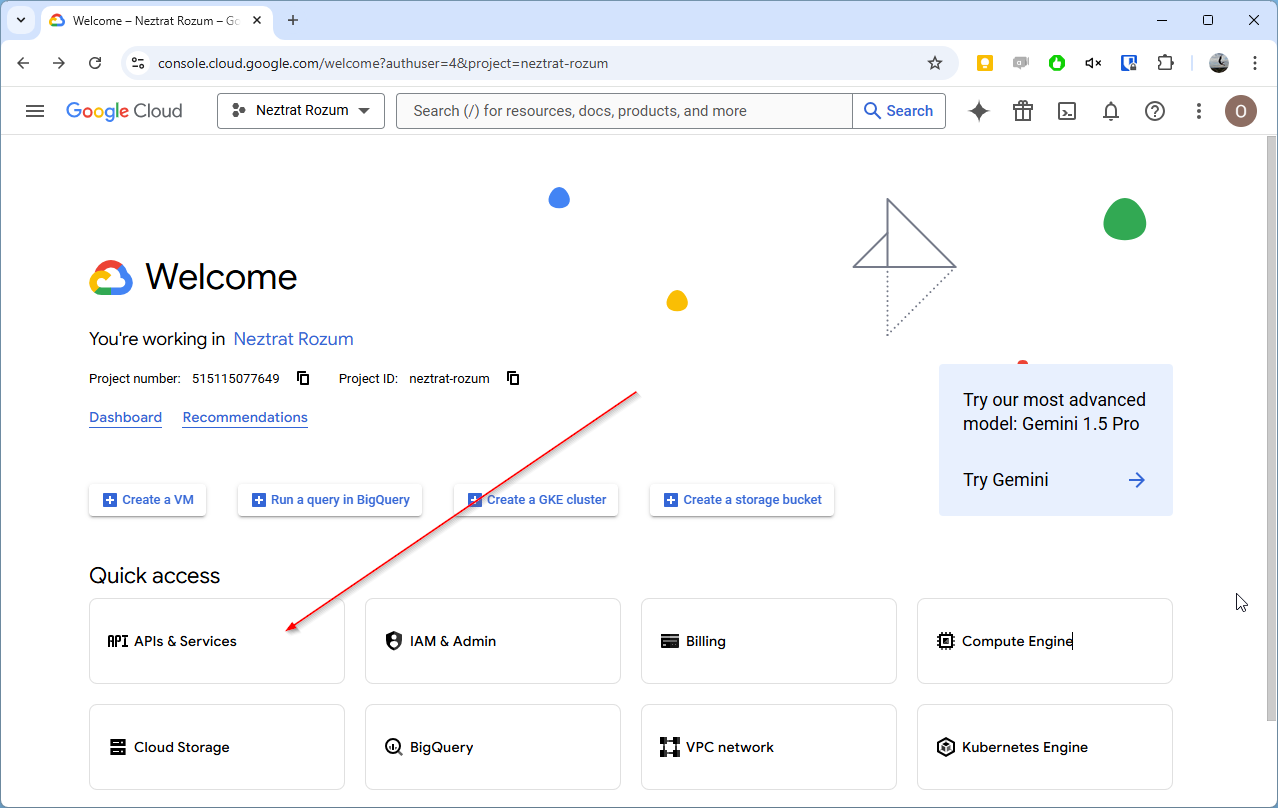 Welcome – Neztrat Rozum – Go
console.cloud.google.com/welcome?authuser=4&project=neztrat-rozum
Google Cloud
Neztrat Rozum
Search (/) for resources, docs, products, and more
Search
O
Welcome
You're working in Neztrat Rozum
Project number: 515115077649 Project ID: neztrat-rozum
Dashboard Recommendations
Try our most advanced
model: Gemini 1.5 Pro
Try Gemini
Create a VM
Run a query in BigQuery
Create a GKE cluster
Create a storage bucket
Quick access
API APIs & Services
IAM & Admin
Billing
Compute Engine
Cloud Storage
BigQuery
VPC network
Kubernetes Engine